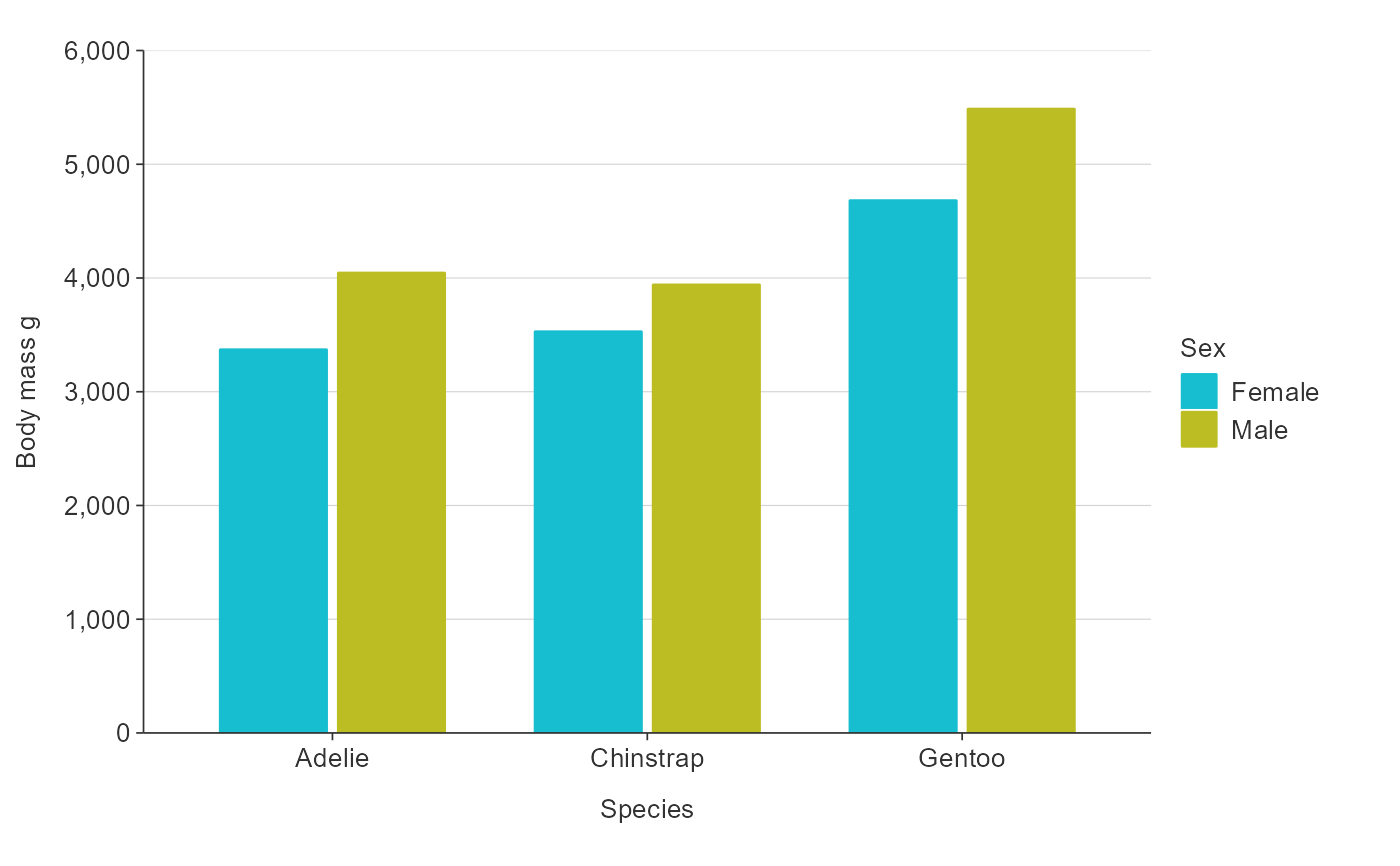 6,000
5,000
4,000
3,000
2,000
1,000
0
Body mass g
Adelie
Chinstrap
Gentoo
Species
Sex
Female
Male